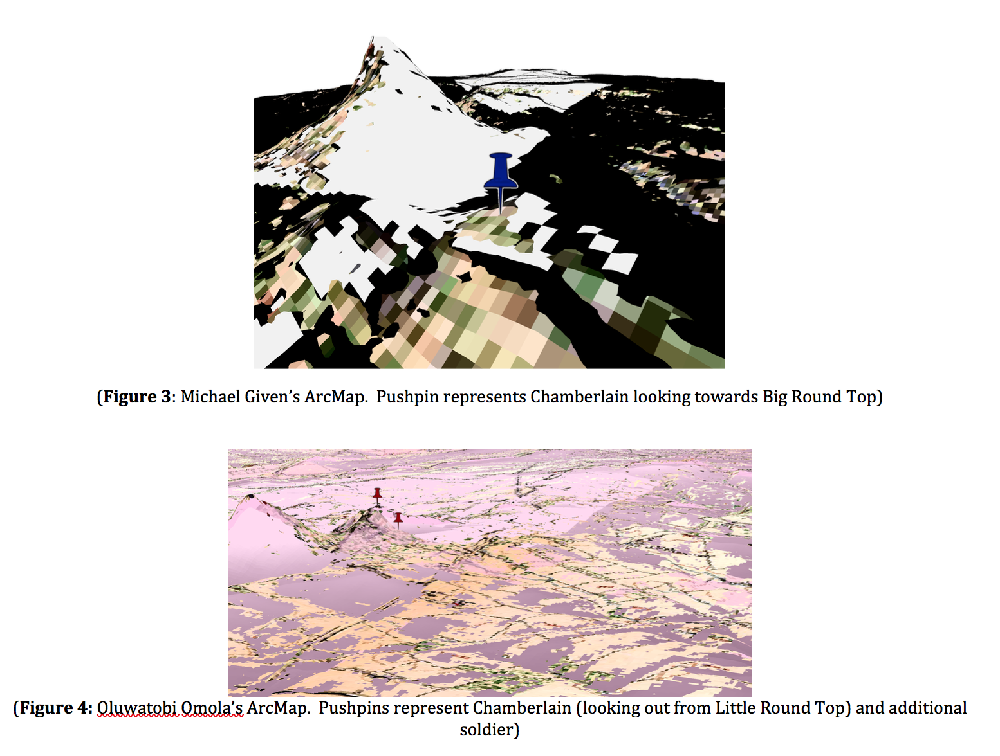 (Figure 3: Michael Given’s ArcMap.  Pushpin represents Chamberlain looking towards Big Round Top)
(Figure 4: Oluwatobi Omola’s ArcMap.  Pushpins represent Chamberlain (looking out from Little Round Top) and additional
soldier)